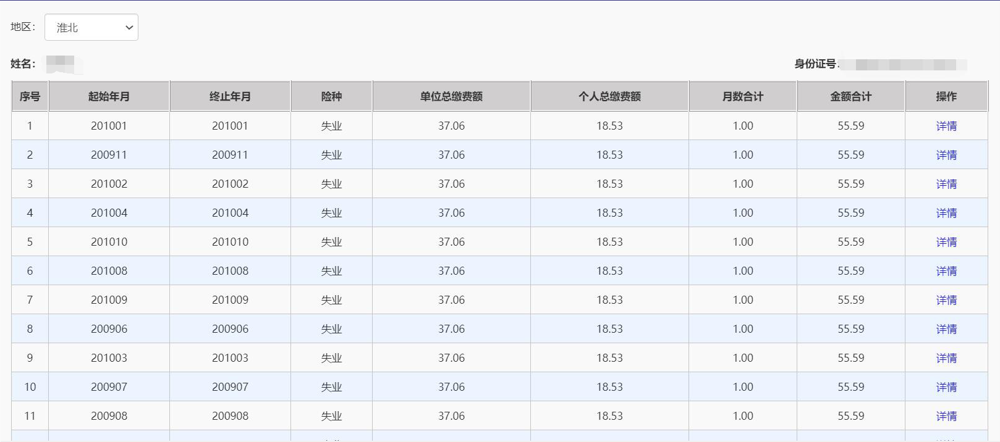 地区： 淮北
姓名： 身份证号:
序号 起始年月 终止年月 险种 单位总缴费额 个人总缴费额 月数合计 金额合计 操作
1 201001 201001 失业 37.06 18.53 1.00 55.59 详情
2 200911 200911 失业 37.06 18.53 1.00 55.59 详情
3 201002 201002 失业 37.06 18.53 1.00 55.59 详情
4 201004 201004 失业 37.06 18.53 1.00 55.59 详情
5 201010 201010 失业 37.06 18.53 1.00 55.59 详情
6 201008 201008 失业 37.06 18.53 1.00 55.59 详情
7 201009 201009 失业 37.06 18.53 1.00 55.59 详情
8 200906 200906 失业 37.06 18.53 1.00 55.59 详情
9 201003 201003 失业 37.06 18.53 1.00 55.59 详情
10 200907 200907 失业 37.06 18.53 1.00 55.59 详情
11 200908 200908 失业 37.06 18.53 1.00 55.59 详情